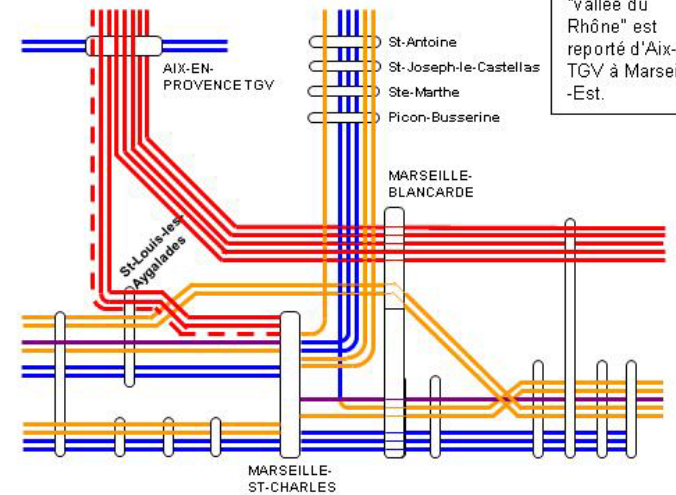 "Vallée du
Rhône" est
reporté d'Aix-
TGV à Marsei
-Est.
AIX-EN-
PROVENCE TGV
St-Antoine
St-Joseph-le-Castellas
Ste-Marthe
Picon-Busserine
MARSEILLE-
BLANCARDE
St-Louis-les-
Aygalades
MARSEILLE-
ST-CHARLES